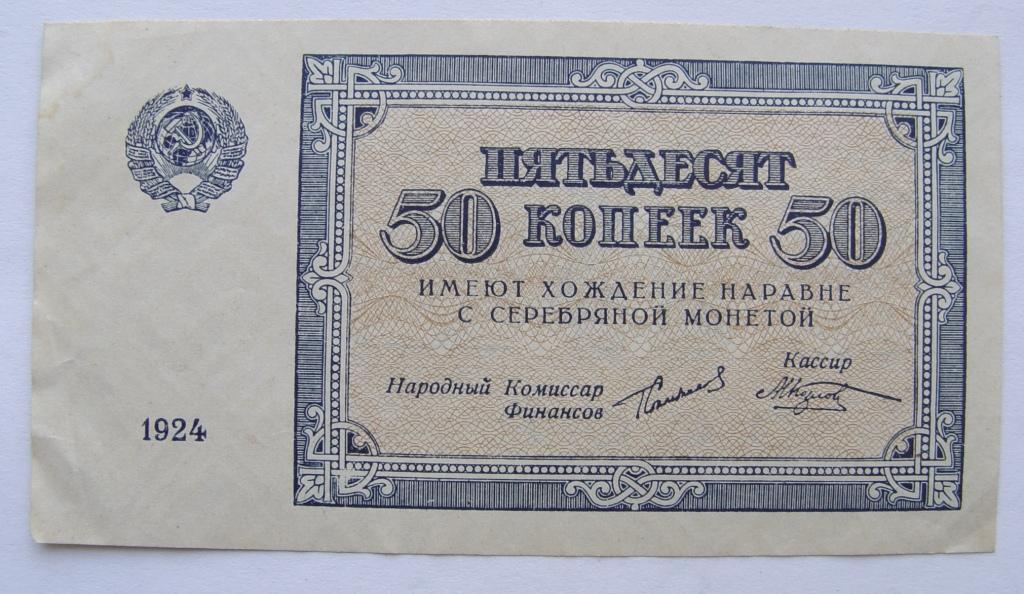 ПЯТЬДЕСЯТ
50 КОПЕЕК 50
ИМЕЮТ ХОЖДЕНИЕ НАРАВНЕ
С СЕРЕБРЯНОЙ МОНЕТОЙ
Кассир
Народный Комиссар
Финансов
1924